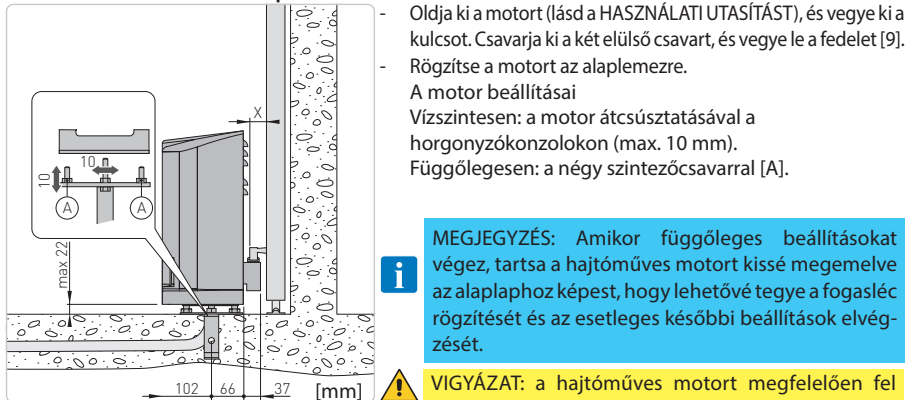 - Oldja ki a motort (lásd a HASZNÁLATI UTASÍTÁST), és vegye ki a
kulcsot. Csavarja ki a két elülső csavart, és vegye le a fedelet [9].
- Rögzítse a motort az alaplemezre.
A motor beállításai
Vízszintesen: a motor átcsúsztatásával a
horgonyzókonzolokon (max. 10 mm).
Függőlegesen: a négy szintezőcsavarral [A].
MEGJEGYZÉS: Amikor függőleges beállításokat
végez, tartsa a hajtóműves motort kissé megemelve
az alaplaphoz képest, hogy lehetővé tegye a fogasléc
rögzítését és az esetleges későbbi beállítások elvég-
zését.
VIGYÁZAT: a hajtóműves motort megfelelően fel
i
X
10
10
A
A
max 22
102
66
37
[mm]